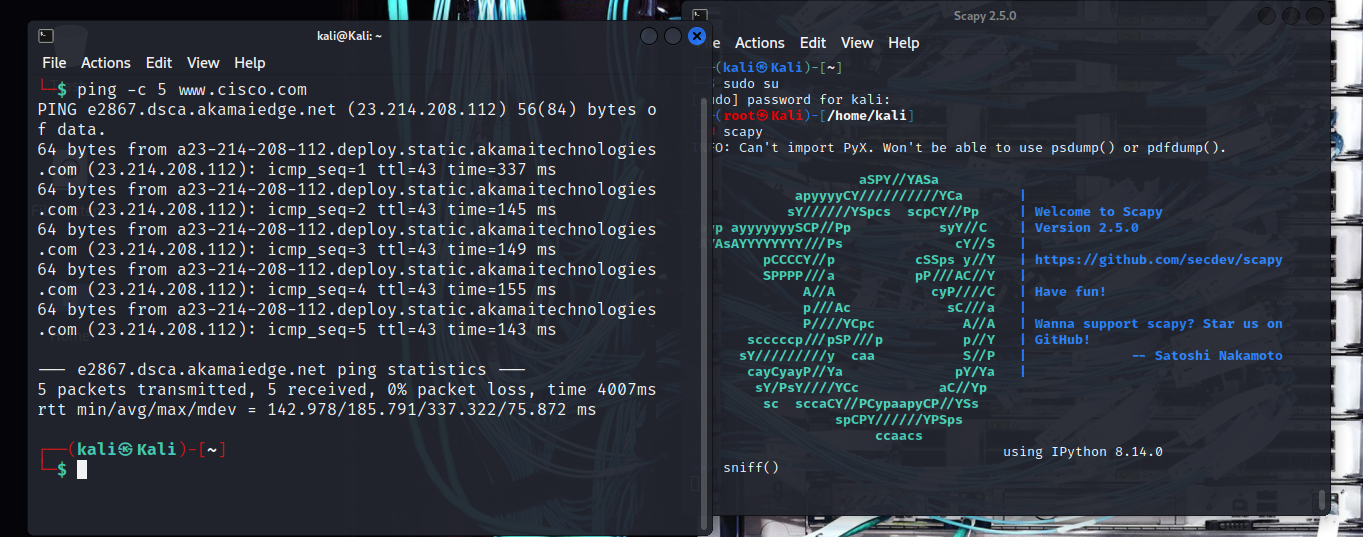 kali@Kali: ~
File Actions Edit View Help
$ ping -c 5 www.cisco.com
PING e2867.dsca.akamaiedge.net (23.214.208.112) 56(84) bytes o
f data.
64 bytes from a23-214-208-112.deploy.static.akamaitechnologies
.com (23.214.208.112): icmp_seq=1 ttl=43 time=337 ms
64 bytes from a23-214-208-112.deploy.static.akamaitechnologies
.com (23.214.208.112): icmp_seq=2 ttl=43 time=145 ms
64 bytes from a23-214-208-112.deploy.static.akamaitechnologies
.com (23.214.208.112): icmp_seq=3 ttl=43 time=149 ms
64 bytes from a23-214-208-112.deploy.static.akamaitechnologies
.com (23.214.208.112): icmp_seq=4 ttl=43 time=155 ms
64 bytes from a23-214-208-112.deploy.static.akamaitechnologies
.com (23.214.208.112): icmp_seq=5 ttl=43 time=143 ms
--- e2867.dsca.akamaiedge.net ping statistics ---
5 packets transmitted, 5 received, 0% packet loss, time 4007ms
rtt min/avg/max/mdev = 142.978/185.791/337.322/75.872 ms
(kali㉿Kali)-[~]
$
Scapy 2.5.0
e Actions Edit View Help
(kali㉿Kali)-[~]
sudo su
do] password for kali:
(root㉿Kali)-[/home/kali]
scapy
FO: Can't import PyX. Won't be able to use psdump() or pdfdump().
aSPY//YASa
apyyyyCY//////////YCa |
sY//////YSpcs scpCY//Pp | Welcome to Scapy
yp ayyyyyyySCP//Pp syY//C | Version 2.5.0
YAsAYYYYYYYY///Ps cY//S |
pCCCCY//p cSSps y//Y | https://github.com/secdev/scapy
SPPPP///a pP///AC//Y |
A//A cyP////C | Have fun!
p///Ac sC///a |
P////YCpc A//A | Wanna support scapy? Star us on
scccccp///pSP///p p//Y | GitHub!
sY/////////y caa S//P | -- Satoshi Nakamoto
cayCyayP//Ya pY/Ya |
sY/PsY////YCc aC//Yp
sc sccaCY//PCypaapyCP//YSs
spCPY//////YPSps
ccaacs
using IPython 8.14.0
sniff()